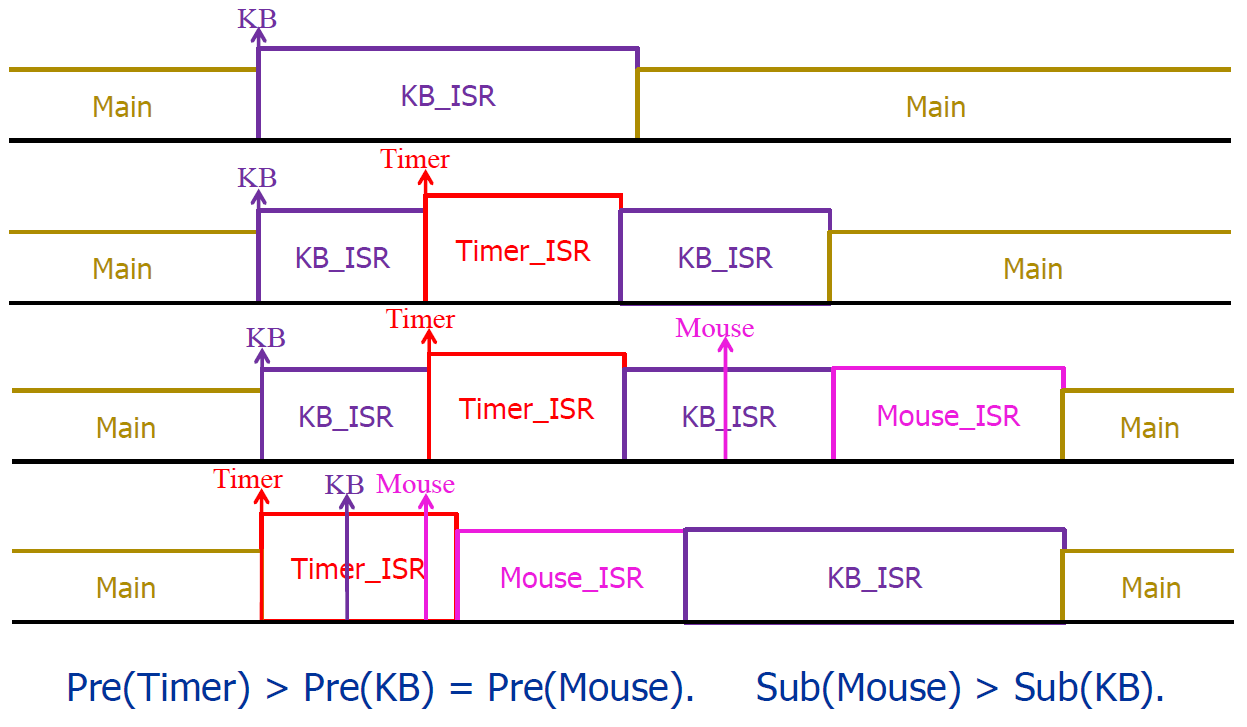 KB
Main KB_ISR Main
Timer
KB
Main KB_ISR Timer_ISR KB_ISR Main
Timer
Mouse
KB
Main KB_ISR Timer_ISR KB_ISR Mouse_ISR Main
Timer KB Mouse
Main Timer_ISR Mouse_ISR KB_ISR Main
Pre(Timer) > Pre(KB) = Pre(Mouse). Sub(Mouse) > Sub(KB).